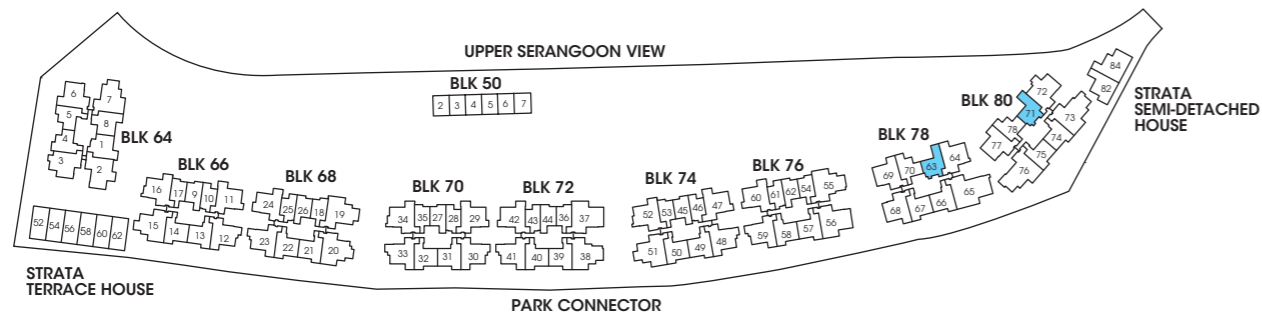 UPPER SERANGOON VIEW
BLK 50
2 3 4 5 6 7
BLK 64
6 7
5 8
4 1
3 2
BLK 66
16 17 9 10 11
15 14 13 12
BLK 68
24 25 26 18 19
23 22 21 20
BLK 70
34 35 27 28 29
33 32 31 30
BLK 72
42 43 44 36 37
41 40 39 38
BLK 74
52 53 45 46 47
51 50 49 48
BLK 76
60 61 62 54 55
59 58 57 56
BLK 78
69 70 63 64
68 67 66 65
BLK 80
72
71 73
78 74
77 75
76
84
82
STRATA
SEMI-DETACHED
HOUSE
52 54 56 58 60 62
STRATA
TERRACE HOUSE
PARK CONNECTOR